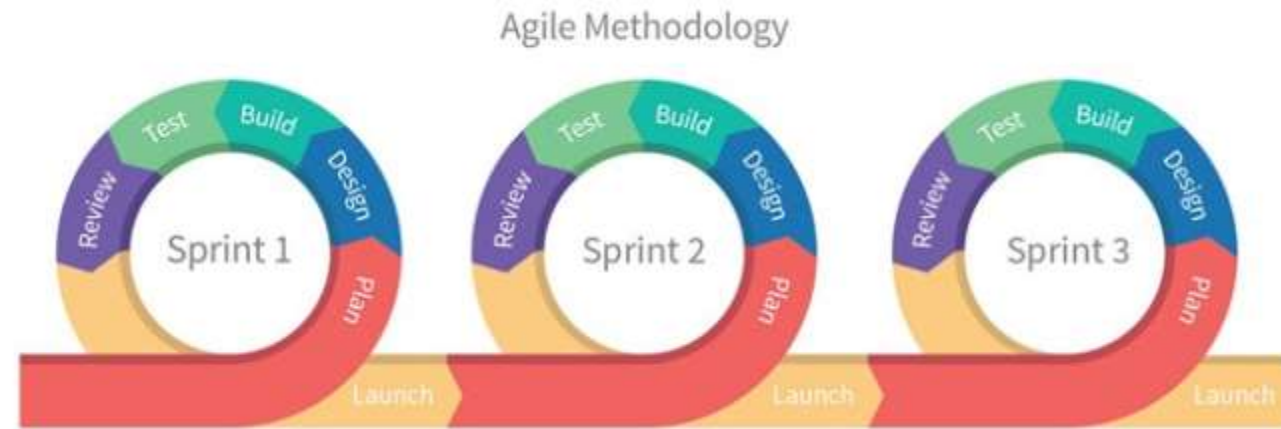 Agile Methodology
Test
Build
Review
Design
Sprint 1
Plan
Launch
Test
Build
Review
Design
Sprint 2
Plan
Launch
Test
Build
Review
Design
Sprint 3
Plan
Launch